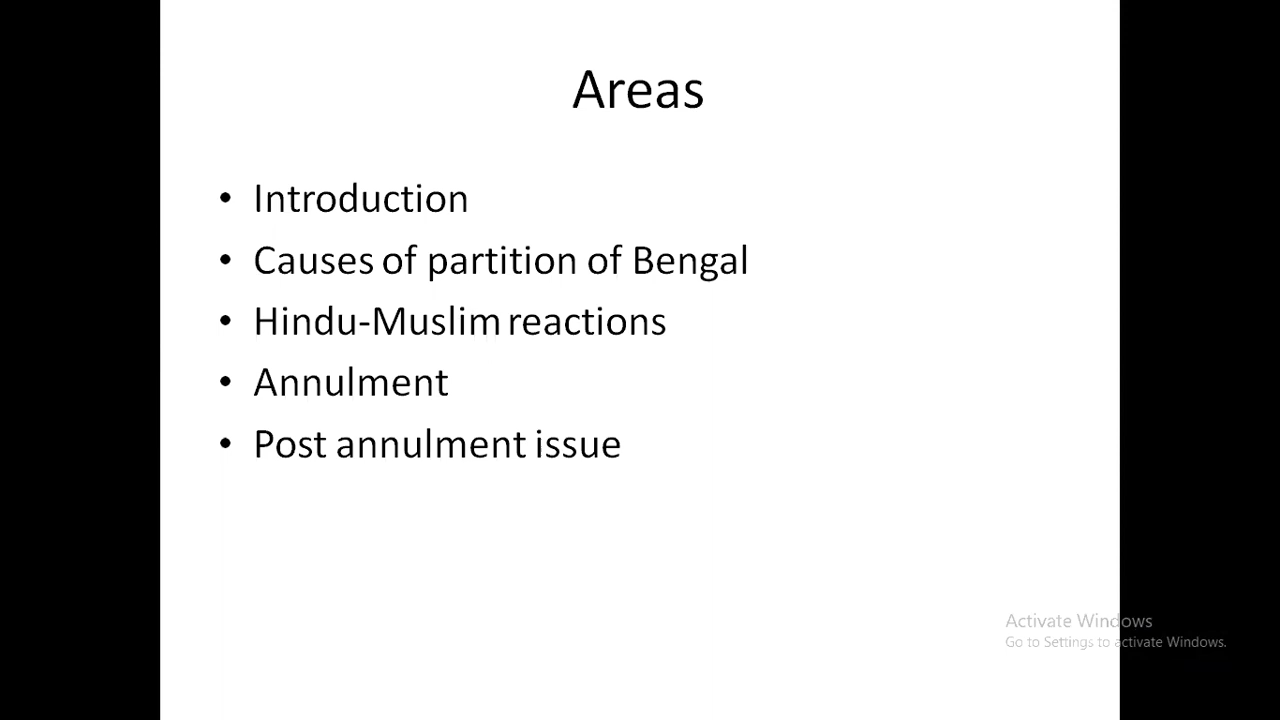 Areas
• Introduction
• Causes of partition of Bengal
• Hindu-Muslim reactions
• Annulment
• Post annulment issue
Activate Windows
Go to Settings to activate Windows.